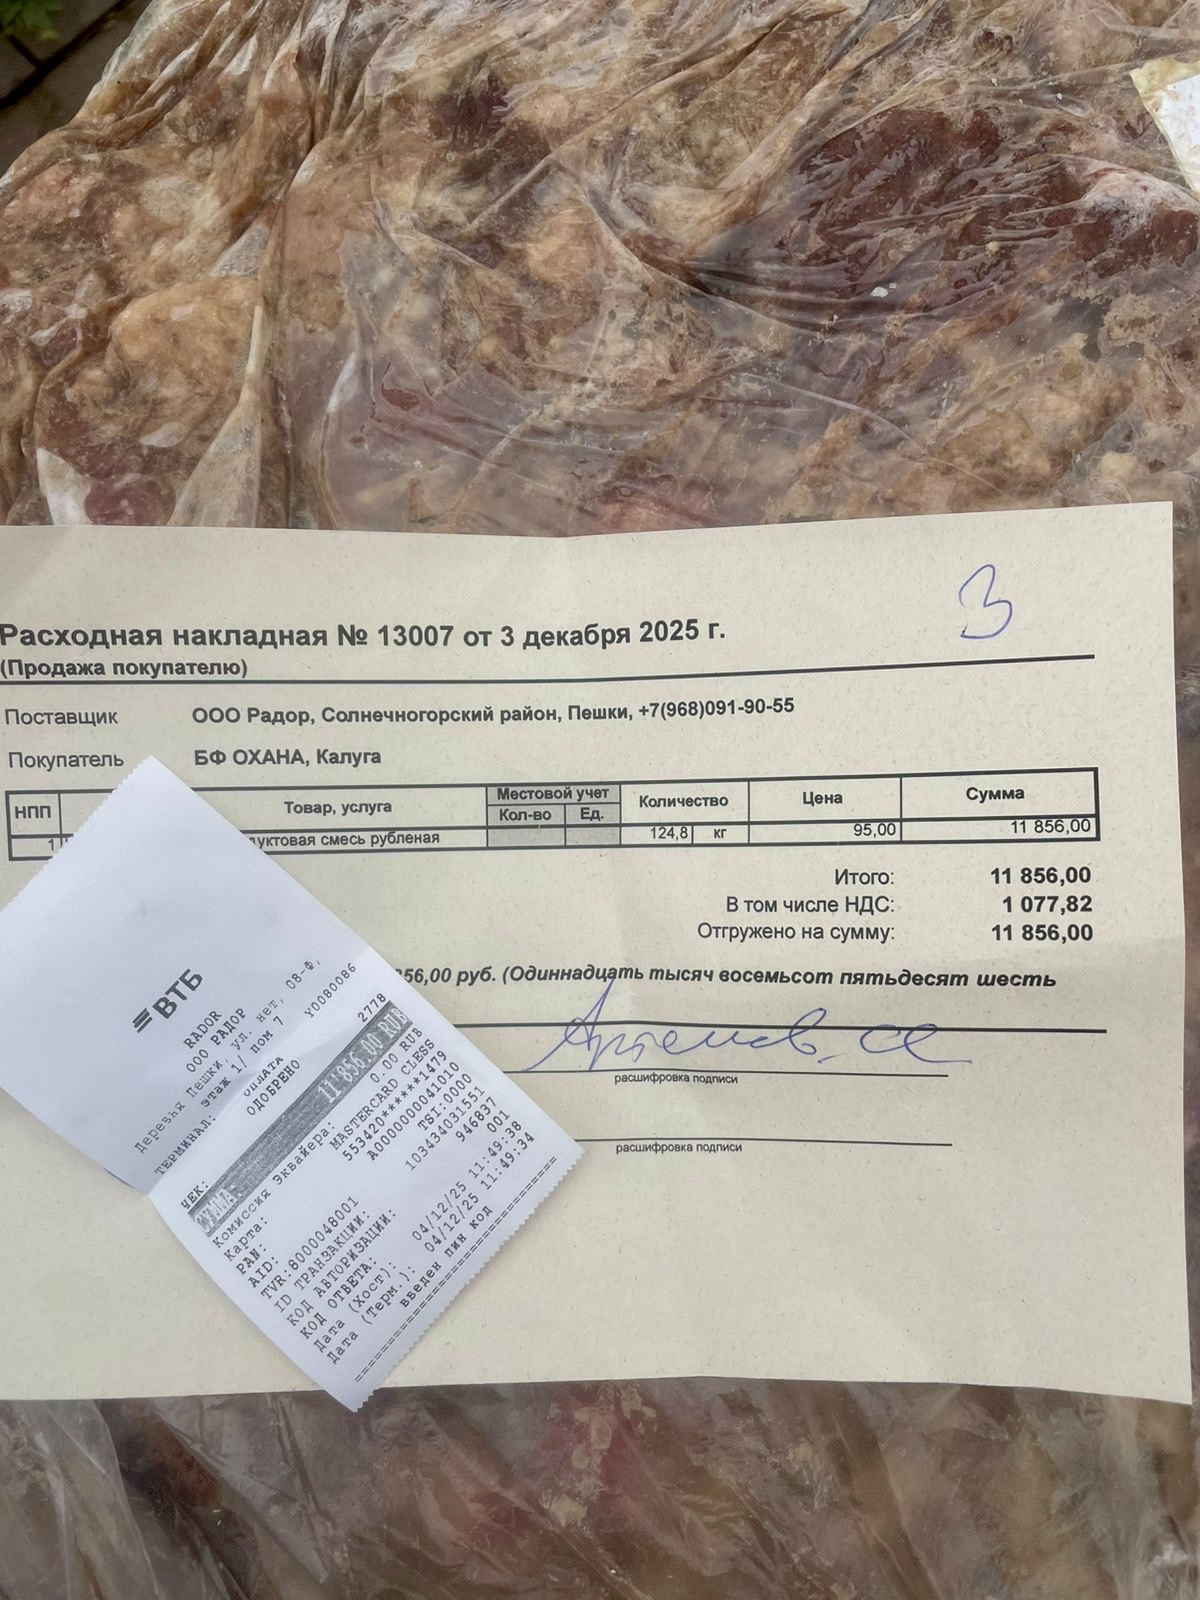 3
Расходная накладная № 13007 от 3 декабря 2025 г.
(Продажа покупателю)
Поставщик ООО Радор, Солнечногорский район, Пешки, +7(968)091-90-55
Покупатель БФ ОХАНА, Калуга
НПП Товар, услуга Местовой учет Кол-во Ед. Количество Цена Сумма
1 уктовая смесь рубленая 124,8 кг 95,00 11 856,00
Итого: 11 856,00
В том числе НДС: 1 077,82
Отгружено на сумму: 11 856,00
56,00 руб. (Одиннадцать тысяч восемьсот пятьдесят шесть
расшифровка подписи
расшифровка подписи
ВТБ
RADOR
ООО РАДОР
Деревья Пешки, ул. нет, 08-Ф,
этаж 1/ пом 7
ТЕРМИНАЛ: Y0080086
ОПЛАТА
ОДОБРЕНО
ЧЕК: 2778
СУММА: 11 856.00 RUB
Комиссия Эквайера: 0.00 RUB
Карта: MASTERCARD CLESS
PAN: 553420******1479
AID: A0000000041010
TVR:8000048001 TSI:0000
ID ТРАНЗАКЦИИ: 103434031551
КОД АВТОРИЗАЦИИ: 946837
КОД ОТВЕТА: 001
Дата (Хост): 04/12/25 11:49:38
Дата (Терм.): 04/12/25 11:49:34
введен пин код
================================